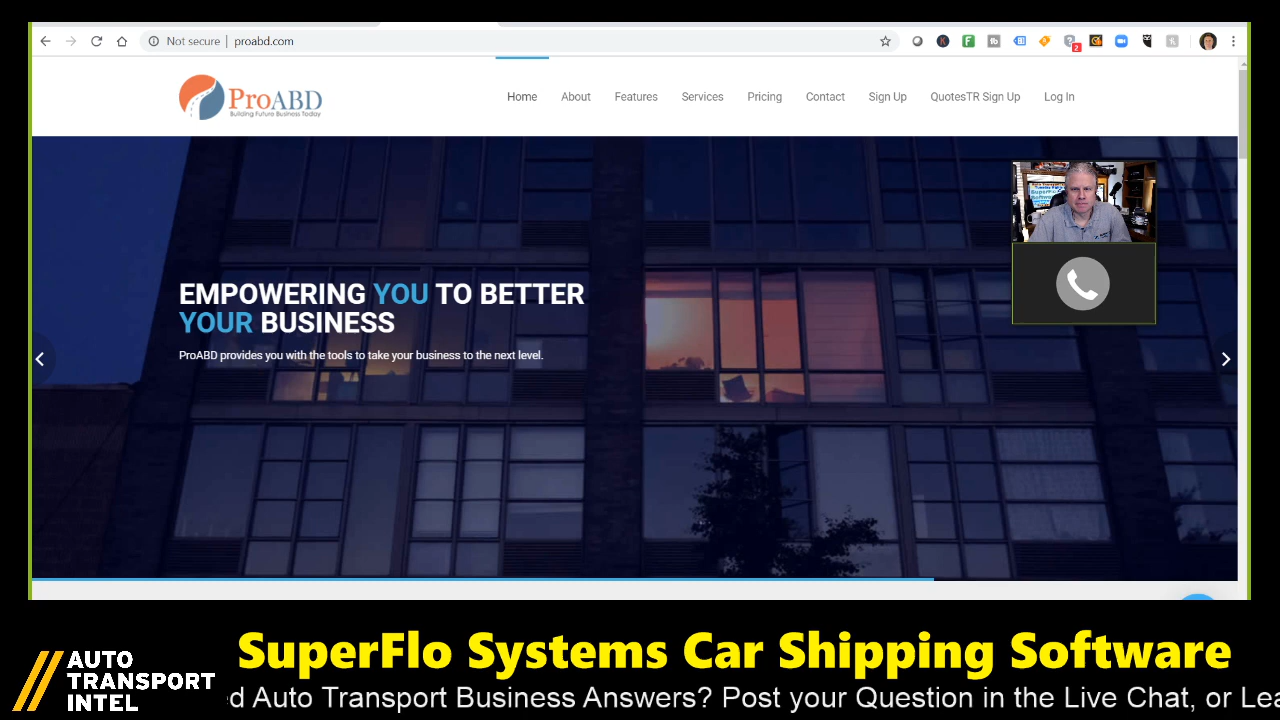 Not secure | proabd.com
2
ProABD
Building Future Business Today
Home About Features Services Pricing Contact Sign Up QuotesTR Sign Up Log In
EMPOWERING YOU TO BETTER
YOUR BUSINESS
ProABD provides you with the tools to take your business to the next level.
SuperFlo Systems Car Shipping Software
AUTO
TRANSPORT
INTEL
d Auto Transport Business Answers? Post your Question in the Live Chat, or Lea